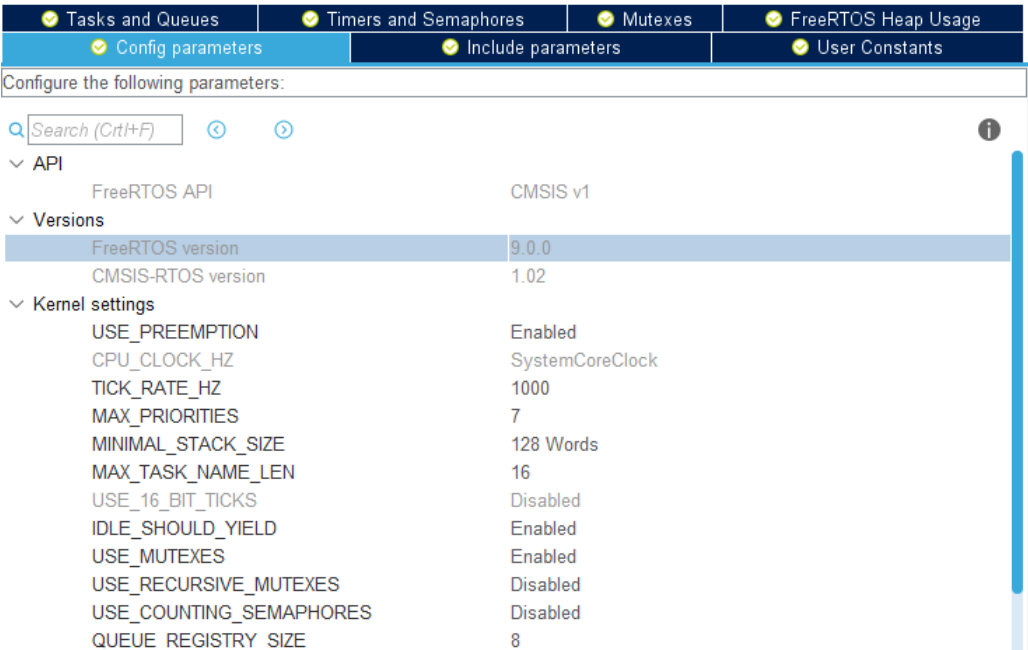 Tasks and Queues Timers and Semaphores Mutexes FreeRTOS Heap Usage
Config parameters Include parameters User Constants
Configure the following parameters:
Search (Crtl+F)
API
FreeRTOS API CMSIS v1
Versions
FreeRTOS version 9.0.0
CMSIS-RTOS version 1.02
Kernel settings
USE_PREEMPTION Enabled
CPU_CLOCK_HZ SystemCoreClock
TICK_RATE_HZ 1000
MAX_PRIORITIES 7
MINIMAL_STACK_SIZE 128 Words
MAX_TASK_NAME_LEN 16
USE_16_BIT_TICKS Disabled
IDLE_SHOULD_YIELD Enabled
USE_MUTEXES Enabled
USE_RECURSIVE_MUTEXES Disabled
USE_COUNTING_SEMAPHORES Disabled
QUEUE_REGISTRY_SIZE 8